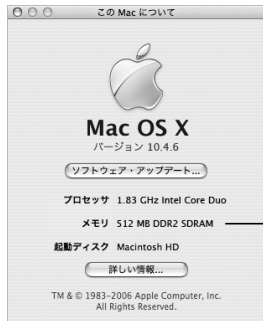 この Mac について
Mac OS X
バージョン 10.4.6
ソフトウェア・アップデート...
プロセッサ 1.83 GHz Intel Core Duo
メモリ 512 MB DDR2 SDRAM
起動ディスク Macintosh HD
詳しい情報...
TM & © 1983-2006 Apple Computer, Inc.
All Rights Reserved.